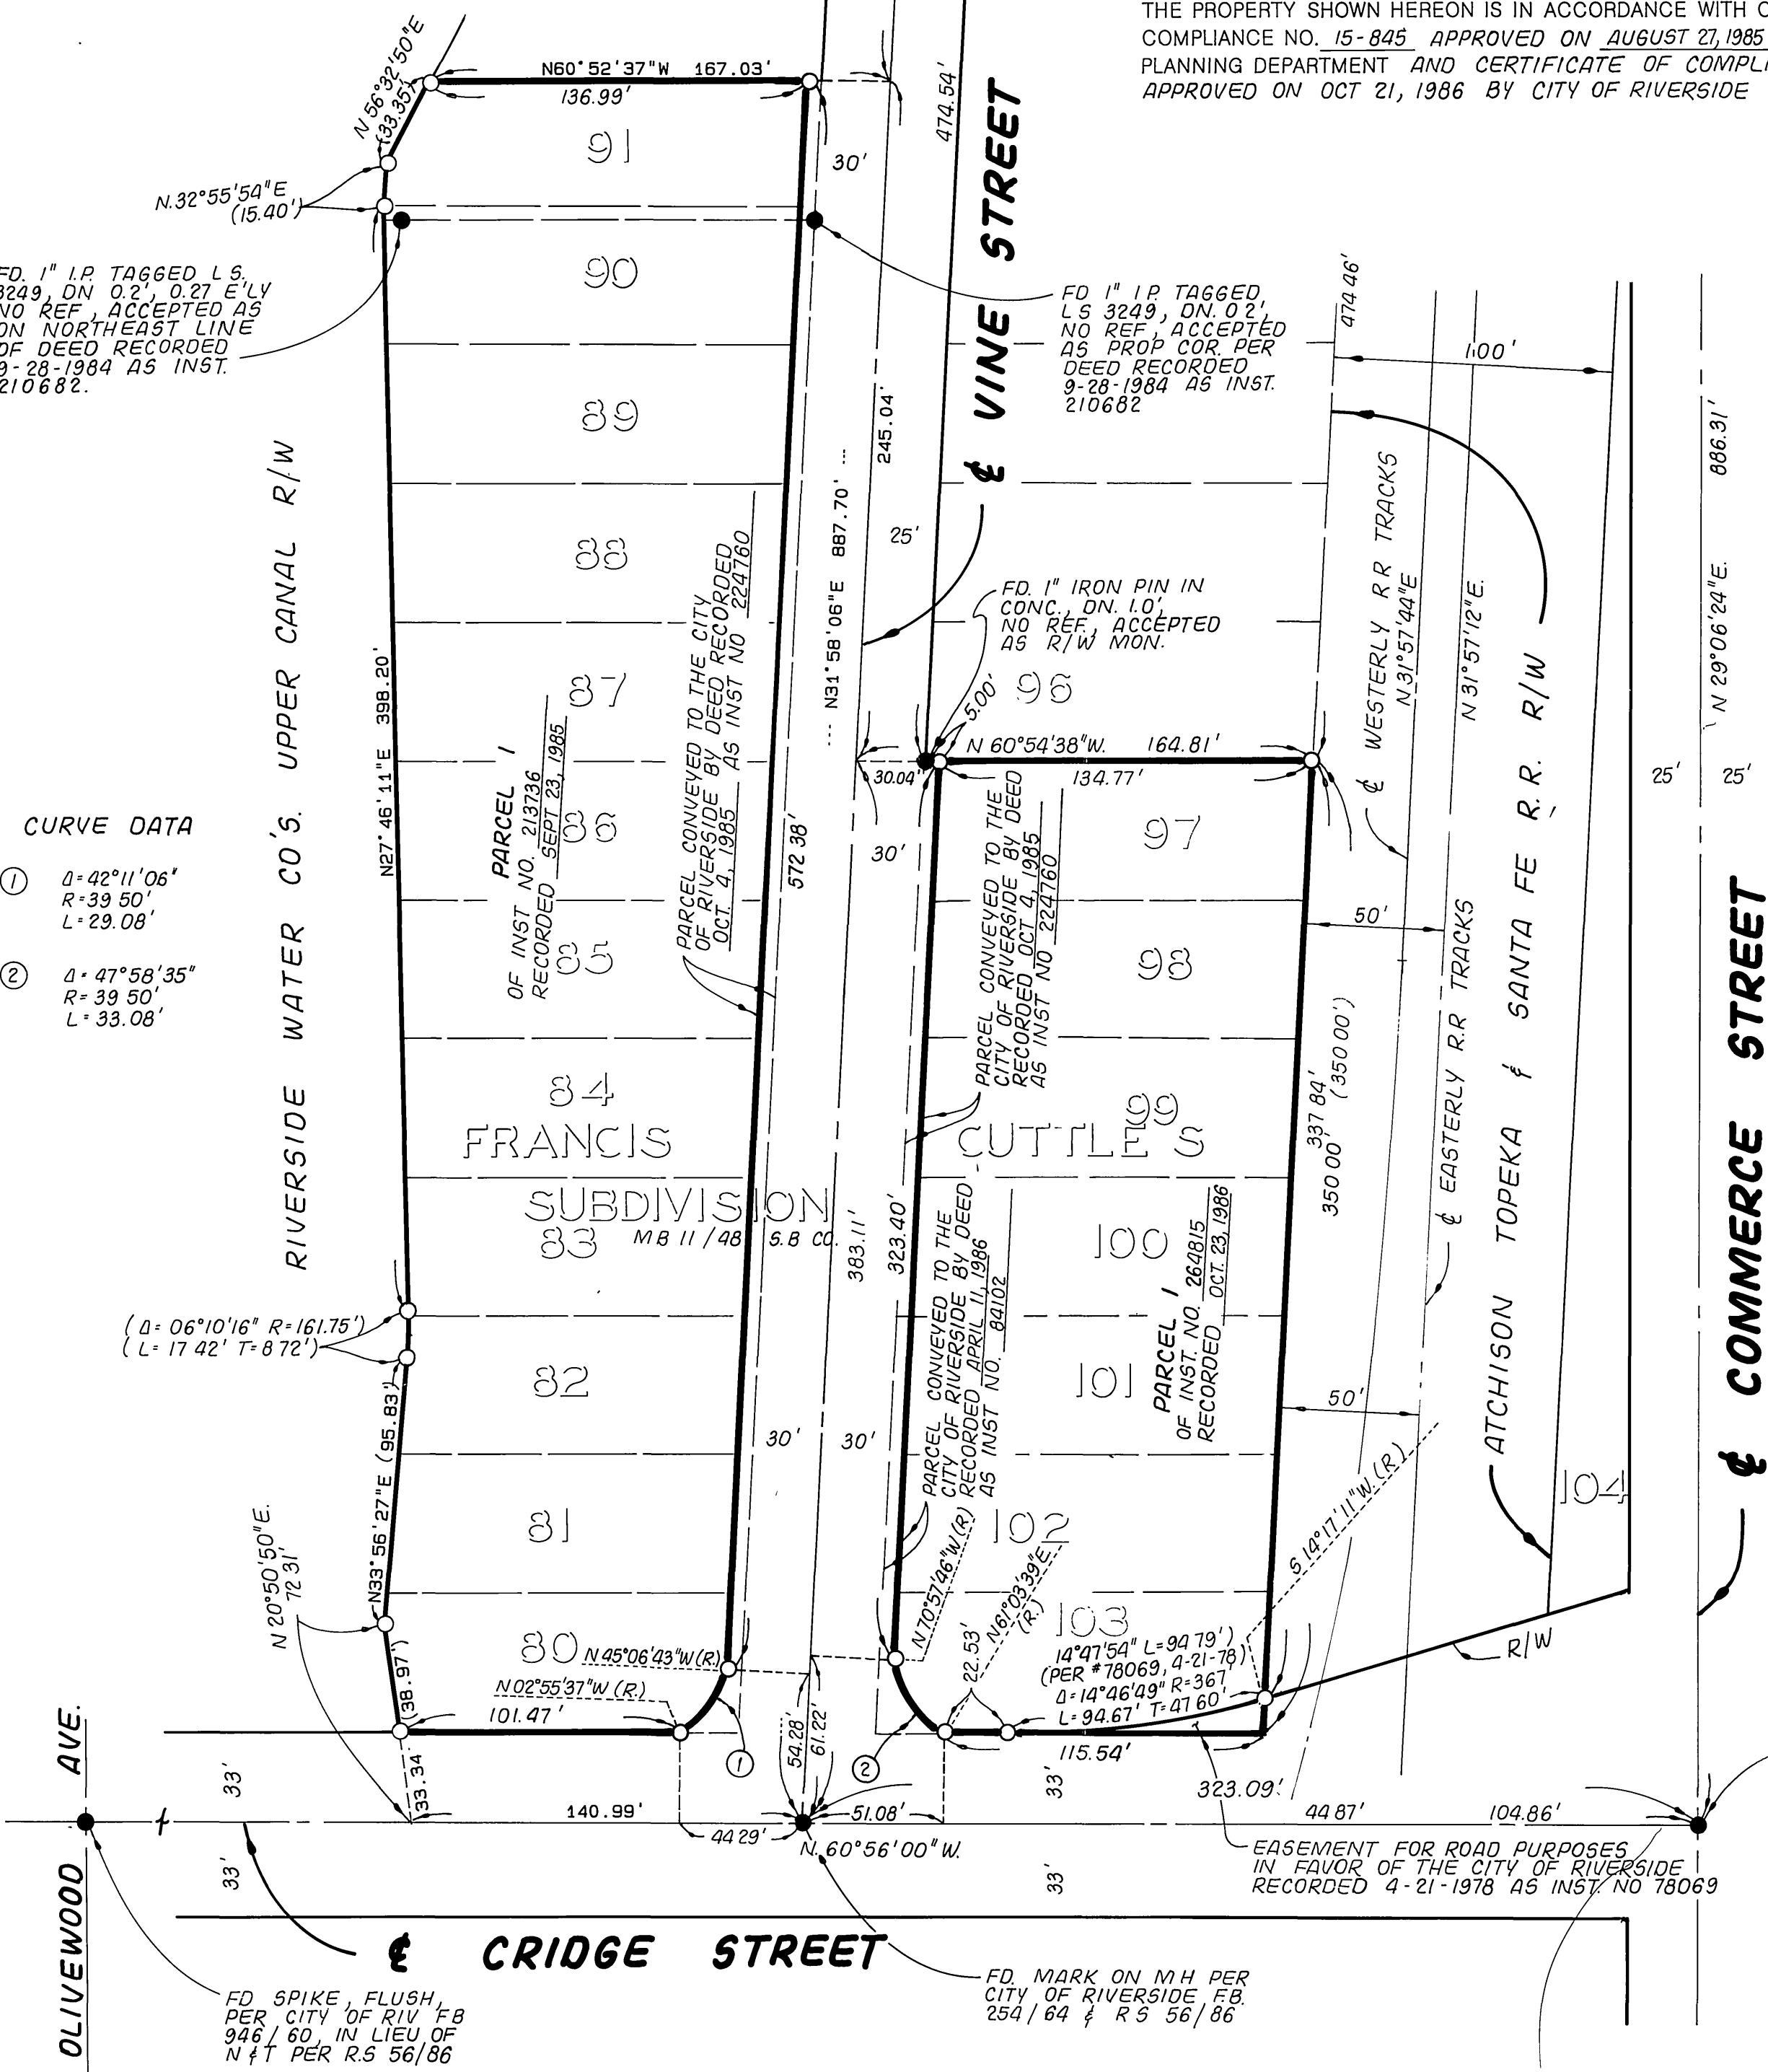 THE PROPERTY SHOWN HEREON IS IN ACCORDANCE WITH
COMPLIANCE NO. 15-845 APPROVED ON AUGUST 27, 1985
PLANNING DEPARTMENT AND CERTIFICATE OF
APPROVED ON OCT 21, 1986 BY CITY OF RIVERSIDE
N 56°32'50"E
(33.35')
N60°52'37"W 167.03'
136.99'
474.54'
30'
91
N.32°55'54"E
(15.40')
FD. 1" I.P. TAGGED L S.
3249, DN 0.2', 0.27 E'LY
NO REF, ACCEPTED AS
ON NORTHEAST LINE
OF DEED RECORDED
9-28-1984 AS INST.
210682.
90
℄ VINE STREET
FD 1" I.P. TAGGED
LS 3249, DN. 0 2',
NO REF, ACCEPTED
AS PROP COR. PER
DEED RECORDED
9-28-1984 AS INST.
210682
474 46'
100'
886.31'
N 29°06'24"E.
89
245.04'
88
25'
--- N31°58'06"E 887.70' ---
FD. 1" IRON PIN IN
CONC., DN. 1.0',
NO REF., ACCEPTED
AS R/W MON.
℄ WESTERLY RR TRACKS
N 31°57'44"E
N 31°57'12"E.
RIVERSIDE WATER CO'S. UPPER CANAL R/W
N27°46'11"E 398.20'
87
PARCEL 1
OF INST NO. 213736
RECORDED SEPT 23, 1985
PARCEL CONVEYED TO THE CITY
OF RIVERSIDE BY DEED RECORDED
OCT. 4, 1985 AS INST NO 224760
572 38'
96
5.00'
N 60°54'38"W. 164.81'
30.04'
134.77'
30'
25'
25'
CURVE DATA
1
Δ=42°11'06"
R=39 50'
L=29.08'
2
Δ=47°58'35"
R=39 50'
L=33.08'
86
97
PARCEL CONVEYED TO THE
CITY OF RIVERSIDE BY DEED
RECORDED OCT 4, 1985
AS INST NO 224760
50'
85
98
337 84'
(350 00')
350 00'
℄ EASTERLY R.R TRACKS
ATCHISON TOPEKA & SANTA FE R.R. R/W
℄ COMMERCE STREET
84
99
FRANCIS CUTTLE'S
SUBDIVISION
MB 11/48 S.B CO.
83
100
383.11'
323.40'
PARCEL CONVEYED TO THE
CITY OF RIVERSIDE BY DEED
RECORDED APRIL 11, 1986
AS INST NO. 84102
PARCEL 1
OF INST. NO. 264815
RECORDED OCT. 23, 1986
(Δ= 06°10'16" R=161.75')
(L= 17 42' T= 8 72')
82
101
50'
30'
30'
N33°56'27"E (95.83')
104
81
102
N 20°50'50"E.
72 31'
N 70°57'46"W (R)
N61°03'39"E
(R.)
S 14°17'11"W. (R.)
80
N45°06'43"W (R.)
N 02°55'37"W (R.)
103
22.53'
14°47'54" L=94 79')
(PER #78069, 4-21-78)
Δ=14°46'49" R=367'
L=94.67' T=47 60'
R/W
(38.97')
101.47'
54.28'
61.22'
1
2
115.54'
33'
33.34'
33'
323.09'
140.99'
51.08'
44 87'
104.86'
44 29'
N. 60°56'00"W.
33'
33'
EASEMENT FOR ROAD PURPOSES
IN FAVOR OF THE CITY OF RIVERSIDE
RECORDED 4-21-1978 AS INST. NO 78069
OLIVEWOOD AVE.
℄ CRIDGE STREET
FD SPIKE, FLUSH,
PER CITY OF RIV FB
946/60, IN LIEU OF
N & T PER R.S 56/86
FD. MARK ON M H PER
CITY OF RIVERSIDE F.B.
254/64 & R S 56/86